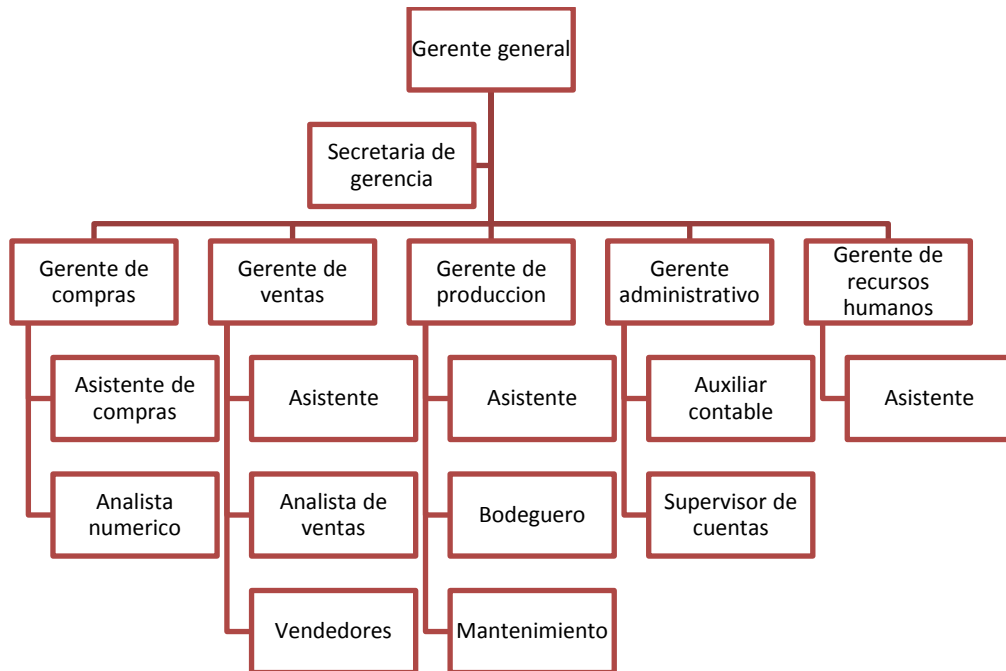 Gerente general
Secretaria de
gerencia
Gerente de
compras
Gerente de
ventas
Gerente de
produccion
Gerente
administrativo
Gerente de
recursos
humanos
Asistente de
compras
Asistente
Asistente
Auxiliar
contable
Asistente
Analista
numerico
Analista de
ventas
Bodeguero
Supervisor de
cuentas
Vendedores
Mantenimiento